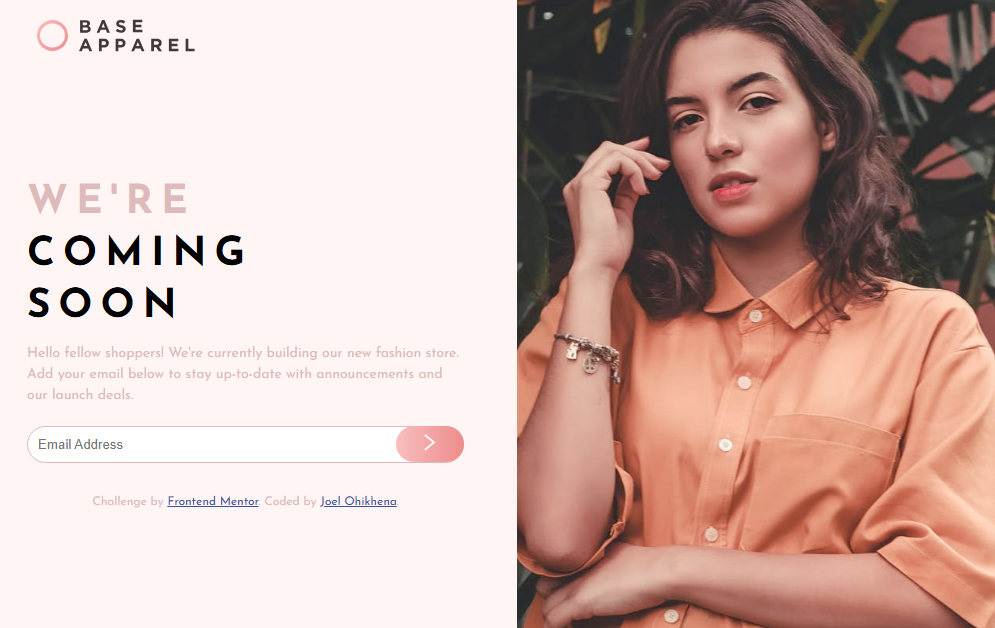 BASE
APPAREL
WE'RE
COMING
SOON
Hello fellow shoppers! We're currently building our new fashion store.
Add your email below to stay up-to-date with announcements and
our launch deals.
Email Address
Challenge by Frontend Mentor. Coded by Joel Ohikhena.